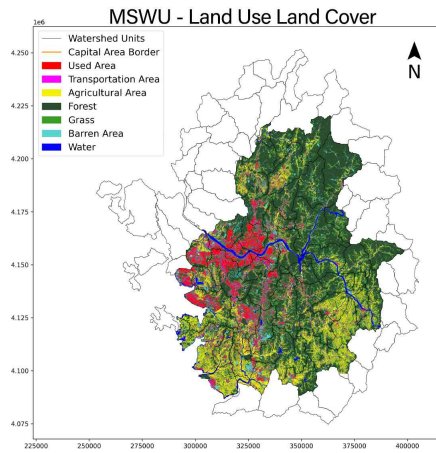 MSWU - Land Use Land Cover
1e6
Watershed Units
Capital Area Border
Used Area
Transportation Area
Agricultural Area
Forest
Grass
Barren Area
Water
N
4.250
4.225
4.200
4.175
4.150
4.125
4.100
4.075
225000 250000 275000 300000 325000 350000 375000 400000